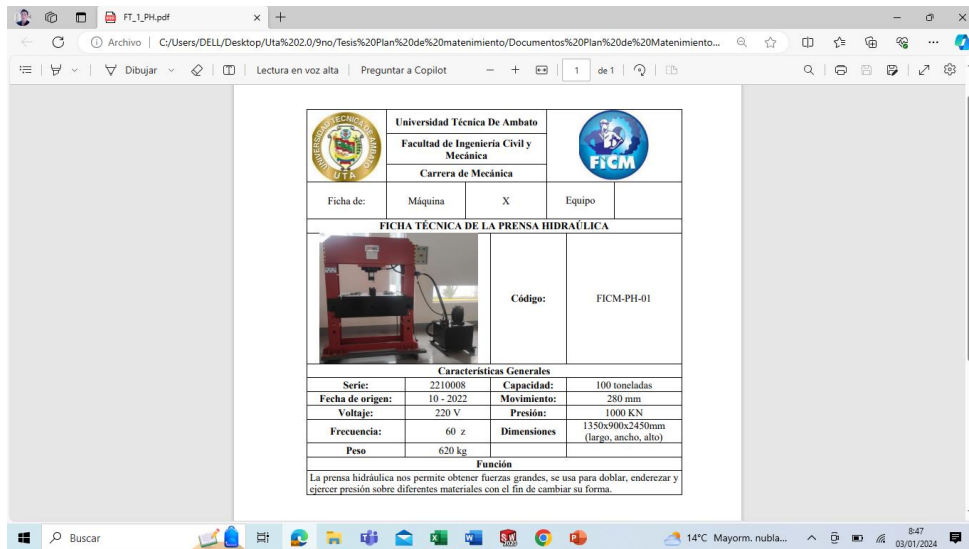 FT_1_PH.pdf
Archivo C:/Users/DELL/Desktop/Uta%202.0/9no/Tesis%20Plan%20de%20matenimiento/Documentos%20Plan%20de%20Matenimiento...
Dibujar Lectura en voz alta Preguntar a Copilot 1 de 1
UNIVERSIDAD TECNICA DE AMBATO
UTA
Universidad Técnica De Ambato
Facultad de Ingeniería Civil y
Mecánica
Carrera de Mecánica
FICM
Ficha de: Máquina X Equipo
FICHA TÉCNICA DE LA PRENSA HIDRAÚLICA
Código: FICM-PH-01
Características Generales
Serie: 2210008 Capacidad: 100 toneladas
Fecha de origen: 10 - 2022 Movimiento: 280 mm
Voltaje: 220 V Presión: 1000 KN
Frecuencia: 60 z Dimensiones 1350x900x2450mm
(largo, ancho, alto)
Peso 620 kg
Función
La prensa hidráulica nos permite obtener fuerzas grandes, se usa para doblar, enderezar y
ejercer presión sobre diferentes materiales con el fin de cambiar su forma.
Buscar 14°C Mayorm. nubla... 8:47
03/01/2024